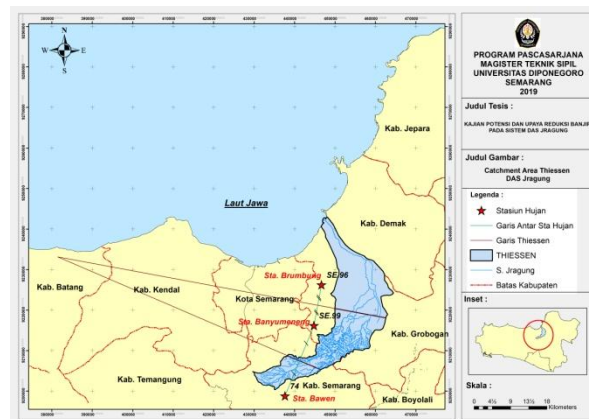 PROGRAM PASCASARJANA
MAGISTER TEKNIK SIPIL
UNIVERSITAS DIPONEGORO
SEMARANG
2019
Judul Tesis :
KAJIAN POTENSI DAN UPAYA REDUKSI BANJIR
PADA SISTEM DAS JRAGUNG
Judul Gambar :
Catchment Area Thiessen
DAS Jragung
Legenda :
Stasiun Hujan
Garis Antar Sta Hujan
Garis Thiessen
THIESSEN
S. Jragung
Batas Kabupaten
Inset :
Skala :
Kilometers
N
W E
S
Kab. Jepara
Laut Jawa
Kab. Demak
Sta. Brumbung SE.96
Kab. Batang
Kab. Kendal
Kota Semarang
SE.99
Sta. Banyumeneng
Kab. Grobogan
Kab. Temangung
74 Kab. Semarang
Sta. Bawen
Kab. Boyolali